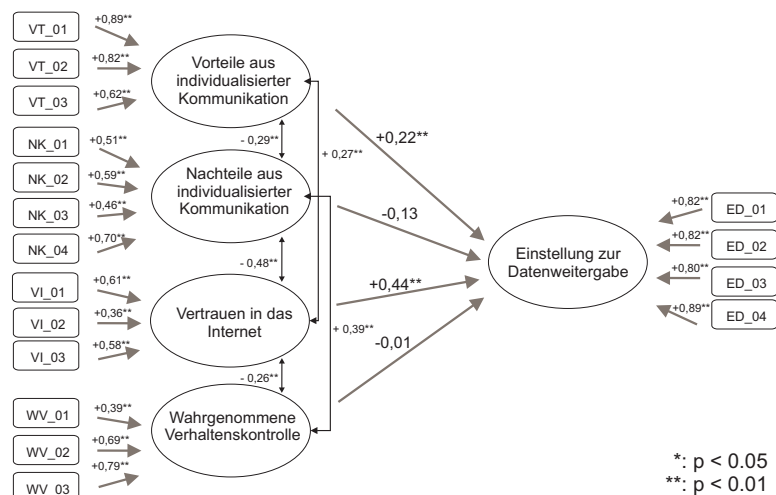 VT_01
+0,89**
VT_02
+0,82**
VT_03
+0,62**
Vorteile aus
individualisierter
Kommunikation
NK_01
+0,51**
NK_02
+0,59**
NK_03
+0,46**
NK_04
+0,70**
Nachteile aus
individualisierter
Kommunikation
VI_01
+0,61**
VI_02
+0,36**
VI_03
+0,58**
Vertrauen in das
Internet
WV_01
+0,39**
WV_02
+0,69**
WV_03
+0,79**
Wahrgenommene
Verhaltenskontrolle
- 0,29**
+ 0,27**
- 0,48**
+ 0,39**
- 0,26**
+0,22**
-0,13
+0,44**
-0,01
Einstellung zur
Datenweitergabe
+0,82**
ED_01
+0,82**
ED_02
+0,80**
ED_03
+0,89**
ED_04
*: p < 0.05
**: p < 0.01